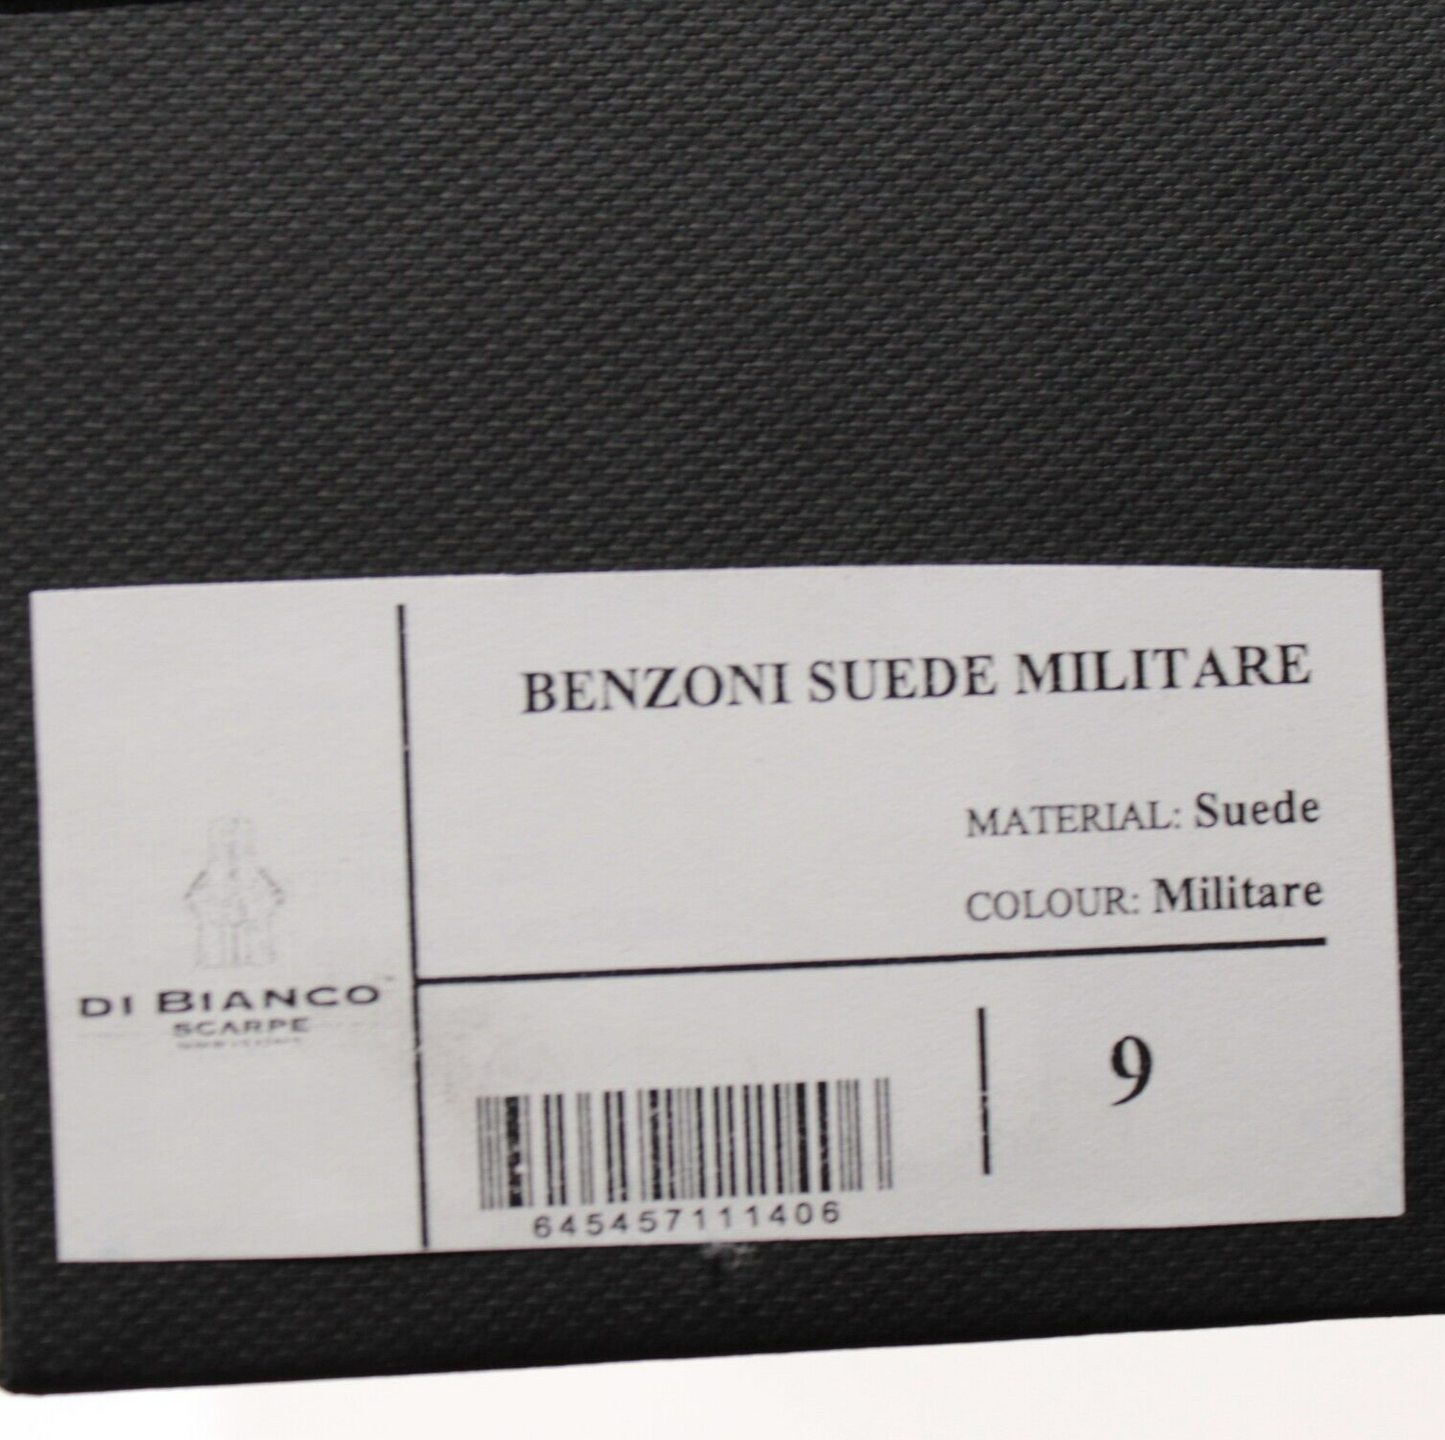 BENZONI SUEDE MILITARE
MATERIAL: Suede
COLOUR: Militare
DI BIANCO
SCARPE
9
645457111406